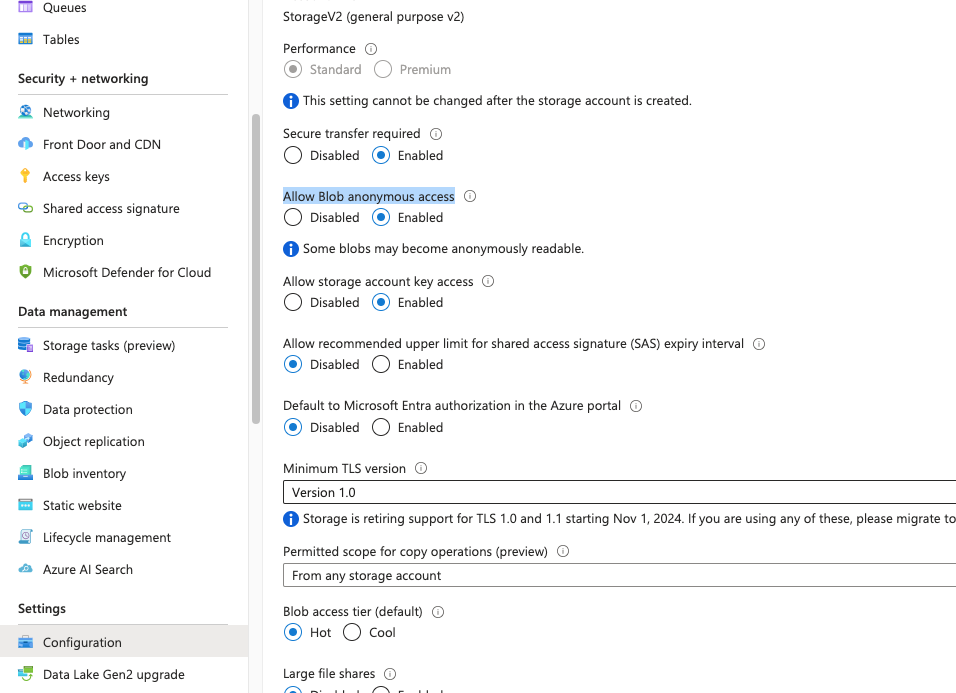 Queues
Tables
Security + networking
Networking
Front Door and CDN
Access keys
Shared access signature
Encryption
Microsoft Defender for Cloud
Data management
Storage tasks (preview)
Redundancy
Data protection
Object replication
Blob inventory
Static website
Lifecycle management
Azure AI Search
Settings
Configuration
Data Lake Gen2 upgrade
StorageV2 (general purpose v2)
Performance
Standard Premium
This setting cannot be changed after the storage account is created.
Secure transfer required
Disabled Enabled
Allow Blob anonymous access
Disabled Enabled
Some blobs may become anonymously readable.
Allow storage account key access
Disabled Enabled
Allow recommended upper limit for shared access signature (SAS) expiry interval
Disabled Enabled
Default to Microsoft Entra authorization in the Azure portal
Disabled Enabled
Minimum TLS version
Version 1.0
Storage is retiring support for TLS 1.0 and 1.1 starting Nov 1, 2024. If you are using any of these, please migrate to
Permitted scope for copy operations (preview)
From any storage account
Blob access tier (default)
Hot Cool
Large file shares
Disabled Enabled